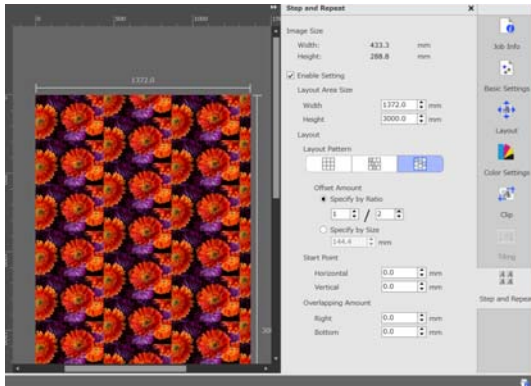 Step and Repeat
Image Size
Width: 433.3 mm
Height: 288.8 mm
Enable Setting
Layout Area Size
Width 1372.0 mm
Height 3000.0 mm
Layout
Layout Pattern
Offset Amount
Specify by Ratio
1 / 2
Specify by Size
144.4 mm
Start Point
Horizontal 0.0 mm
Vertical 0.0 mm
Overlapping Amount
Right 0.0 mm
Bottom 0.0 mm
Job Info
Basic Settings
Layout
Color Settings
Clip
Tiling
Step and Repeat
0 500 1000
1372.0